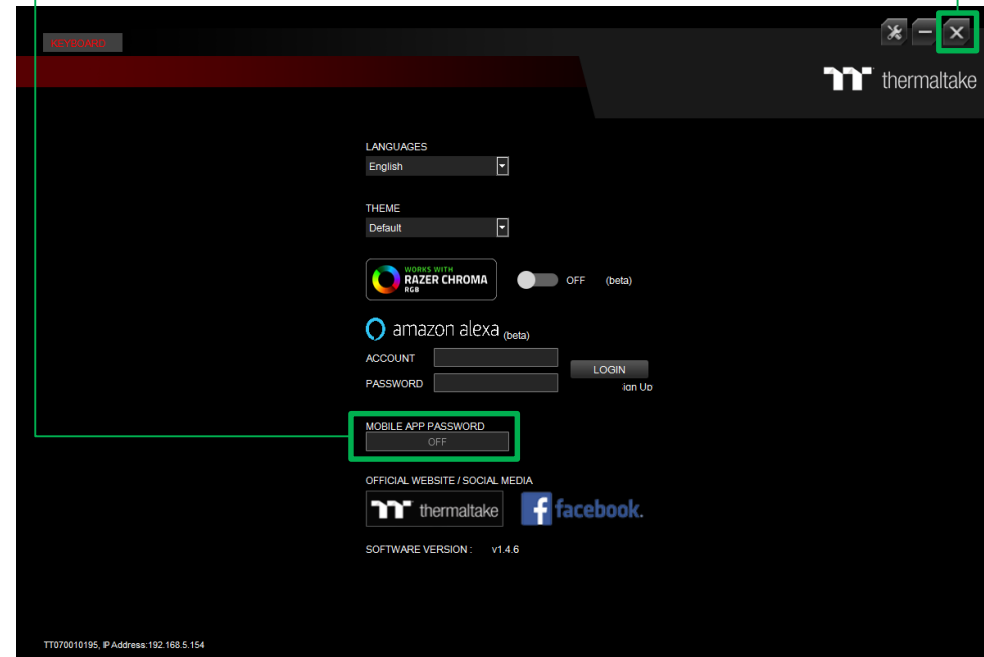 KEYBOARD
thermaltake
LANGUAGES
English
THEME
Default
WORKS WITH
RAZER CHROMA
RGB
OFF (beta)
amazon alexa (beta)
ACCOUNT
LOGIN
PASSWORD
ign Up
MOBILE APP PASSWORD
OFF
OFFICIAL WEBSITE / SOCIAL MEDIA
thermaltake
facebook.
SOFTWARE VERSION : v1.4.6
TT070010195, IP Address:192.168.5.154